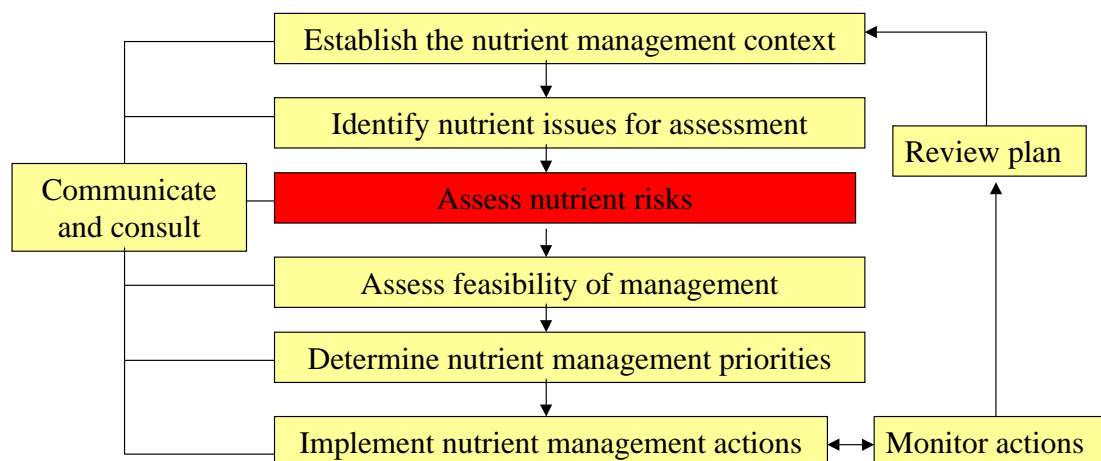 Establish the nutrient management context
Identify nutrient issues for assessment
Review plan
Communicate
and consult
Assess nutrient risks
Assess feasibility of management
Determine nutrient management priorities
Implement nutrient management actions
Monitor actions